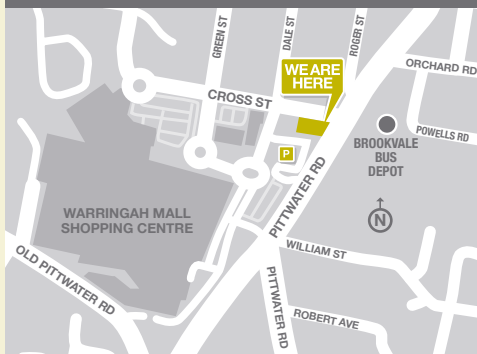 GREEN ST
DALE ST
ROGER ST
WE ARE
HERE
ORCHARD RD
CROSS ST
POWELLS RD
P
BROOKVALE
BUS
DEPOT
PITTWATER RD
WARRINGAH MALL
SHOPPING CENTRE
N
WILLIAM ST
OLD PITTWATER RD
PITTWATER RD
ROBERT AVE